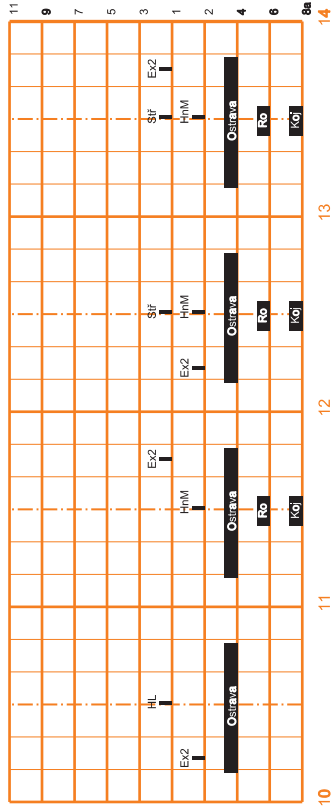 11
9
7
5
3
1
2
4
6
8a
14
Ex2
Stř
HnM
Ostrava
Ro
Koj
13
Stř
HnM
Ex2
Ostrava
Ro
Koj
12
Ex2
HnM
Ostrava
Ro
Koj
11
HL
Ex2
Ostrava
10